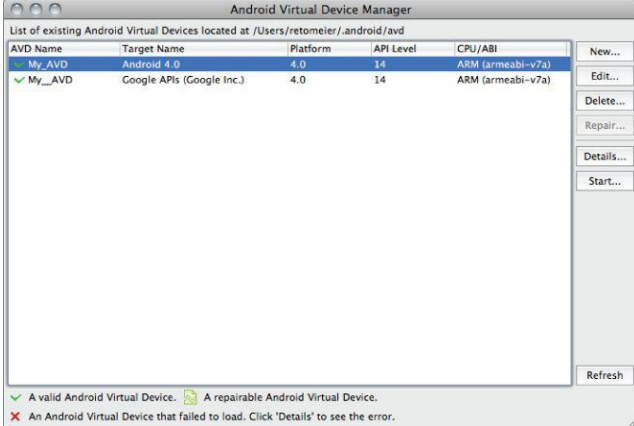 Android Virtual Device Manager
List of existing Android Virtual Devices located at /Users/retomeier/.android/avd
AVD Name Target Name Platform API Level CPU/ABI
My_AVD Android 4.0 4.0 14 ARM (armeabi-v7a)
My__AVD Google APIs (Google Inc.) 4.0 14 ARM (armeabi-v7a)
New...
Edit...
Delete...
Repair...
Details...
Start...
Refresh
A valid Android Virtual Device. A repairable Android Virtual Device.
An Android Virtual Device that failed to load. Click 'Details' to see the error.